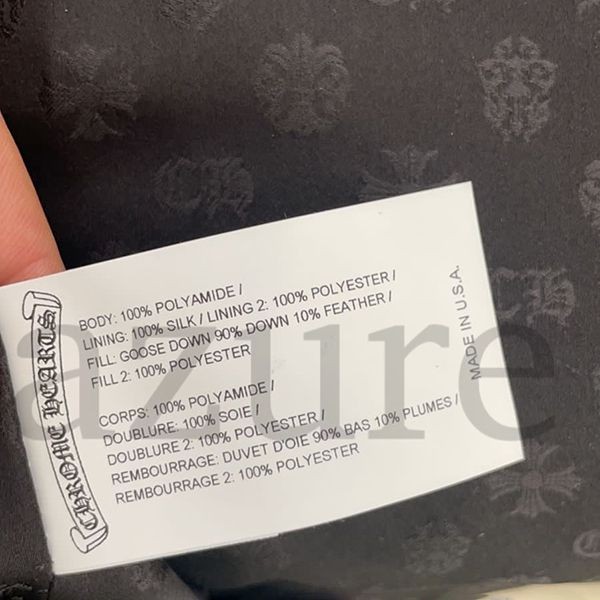 BODY: 100% POLYAMIDE /
LINING: 100% SILK / LINING 2: 100% POLYESTER /
FILL: GOOSE DOWN 90% DOWN 10% FEATHER /
FILL 2: 100% POLYESTER
CORPS: 100% POLYAMIDE /
DOUBLURE: 100% SOIE /
DOUBLURE 2: 100% POLYESTER /
REMBOURRAGE: DUVET D'OIE 90% BAS 10% PLUMES /
REMBOURRAGE 2: 100% POLYESTER
MADE IN U.S.A.
CHROME HEARTS
azure
CH
CH